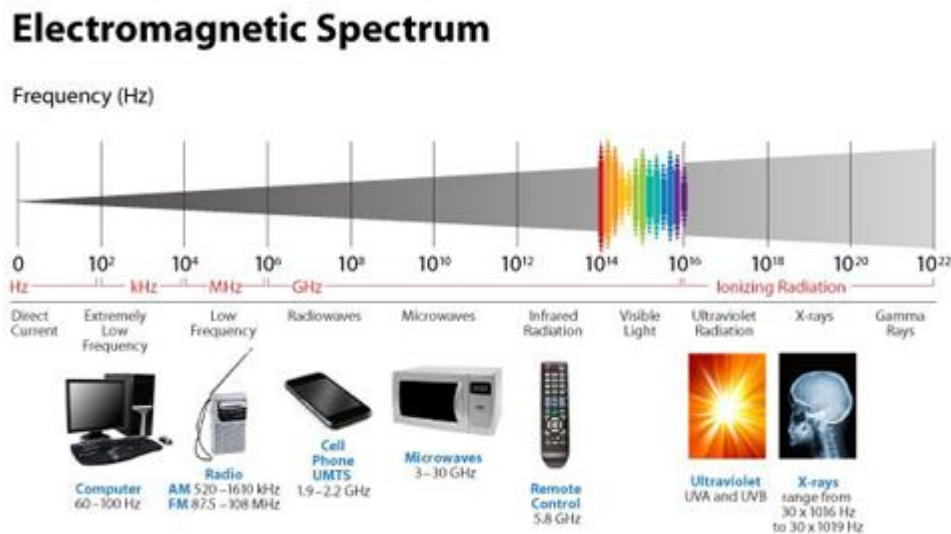 Electromagnetic Spectrum
Frequency (Hz)
0 10² 10⁴ 10⁶ 10⁸ 10¹⁰ 10¹² 10¹⁴ 10¹⁶ 10¹⁸ 10²⁰ 10²²
Hz kHz MHz GHz Ionizing Radiation
Direct Current
Extremely Low Frequency
Low Frequency
Radiowaves
Microwaves
Infrared Radiation
Visible Light
Ultraviolet Radiation
X-rays
Gamma Rays
Computer
60–100 Hz
Radio
AM 520–1610 kHz
FM 87.5–108 MHz
Cell
Phone
UMTS
1.9–2.2 GHz
Microwaves
3–30 GHz
Remote
Control
5.8 GHz
Ultraviolet
UVA and UVB
X-rays
range from
30 x 1016 Hz
to 30 x 1019 Hz